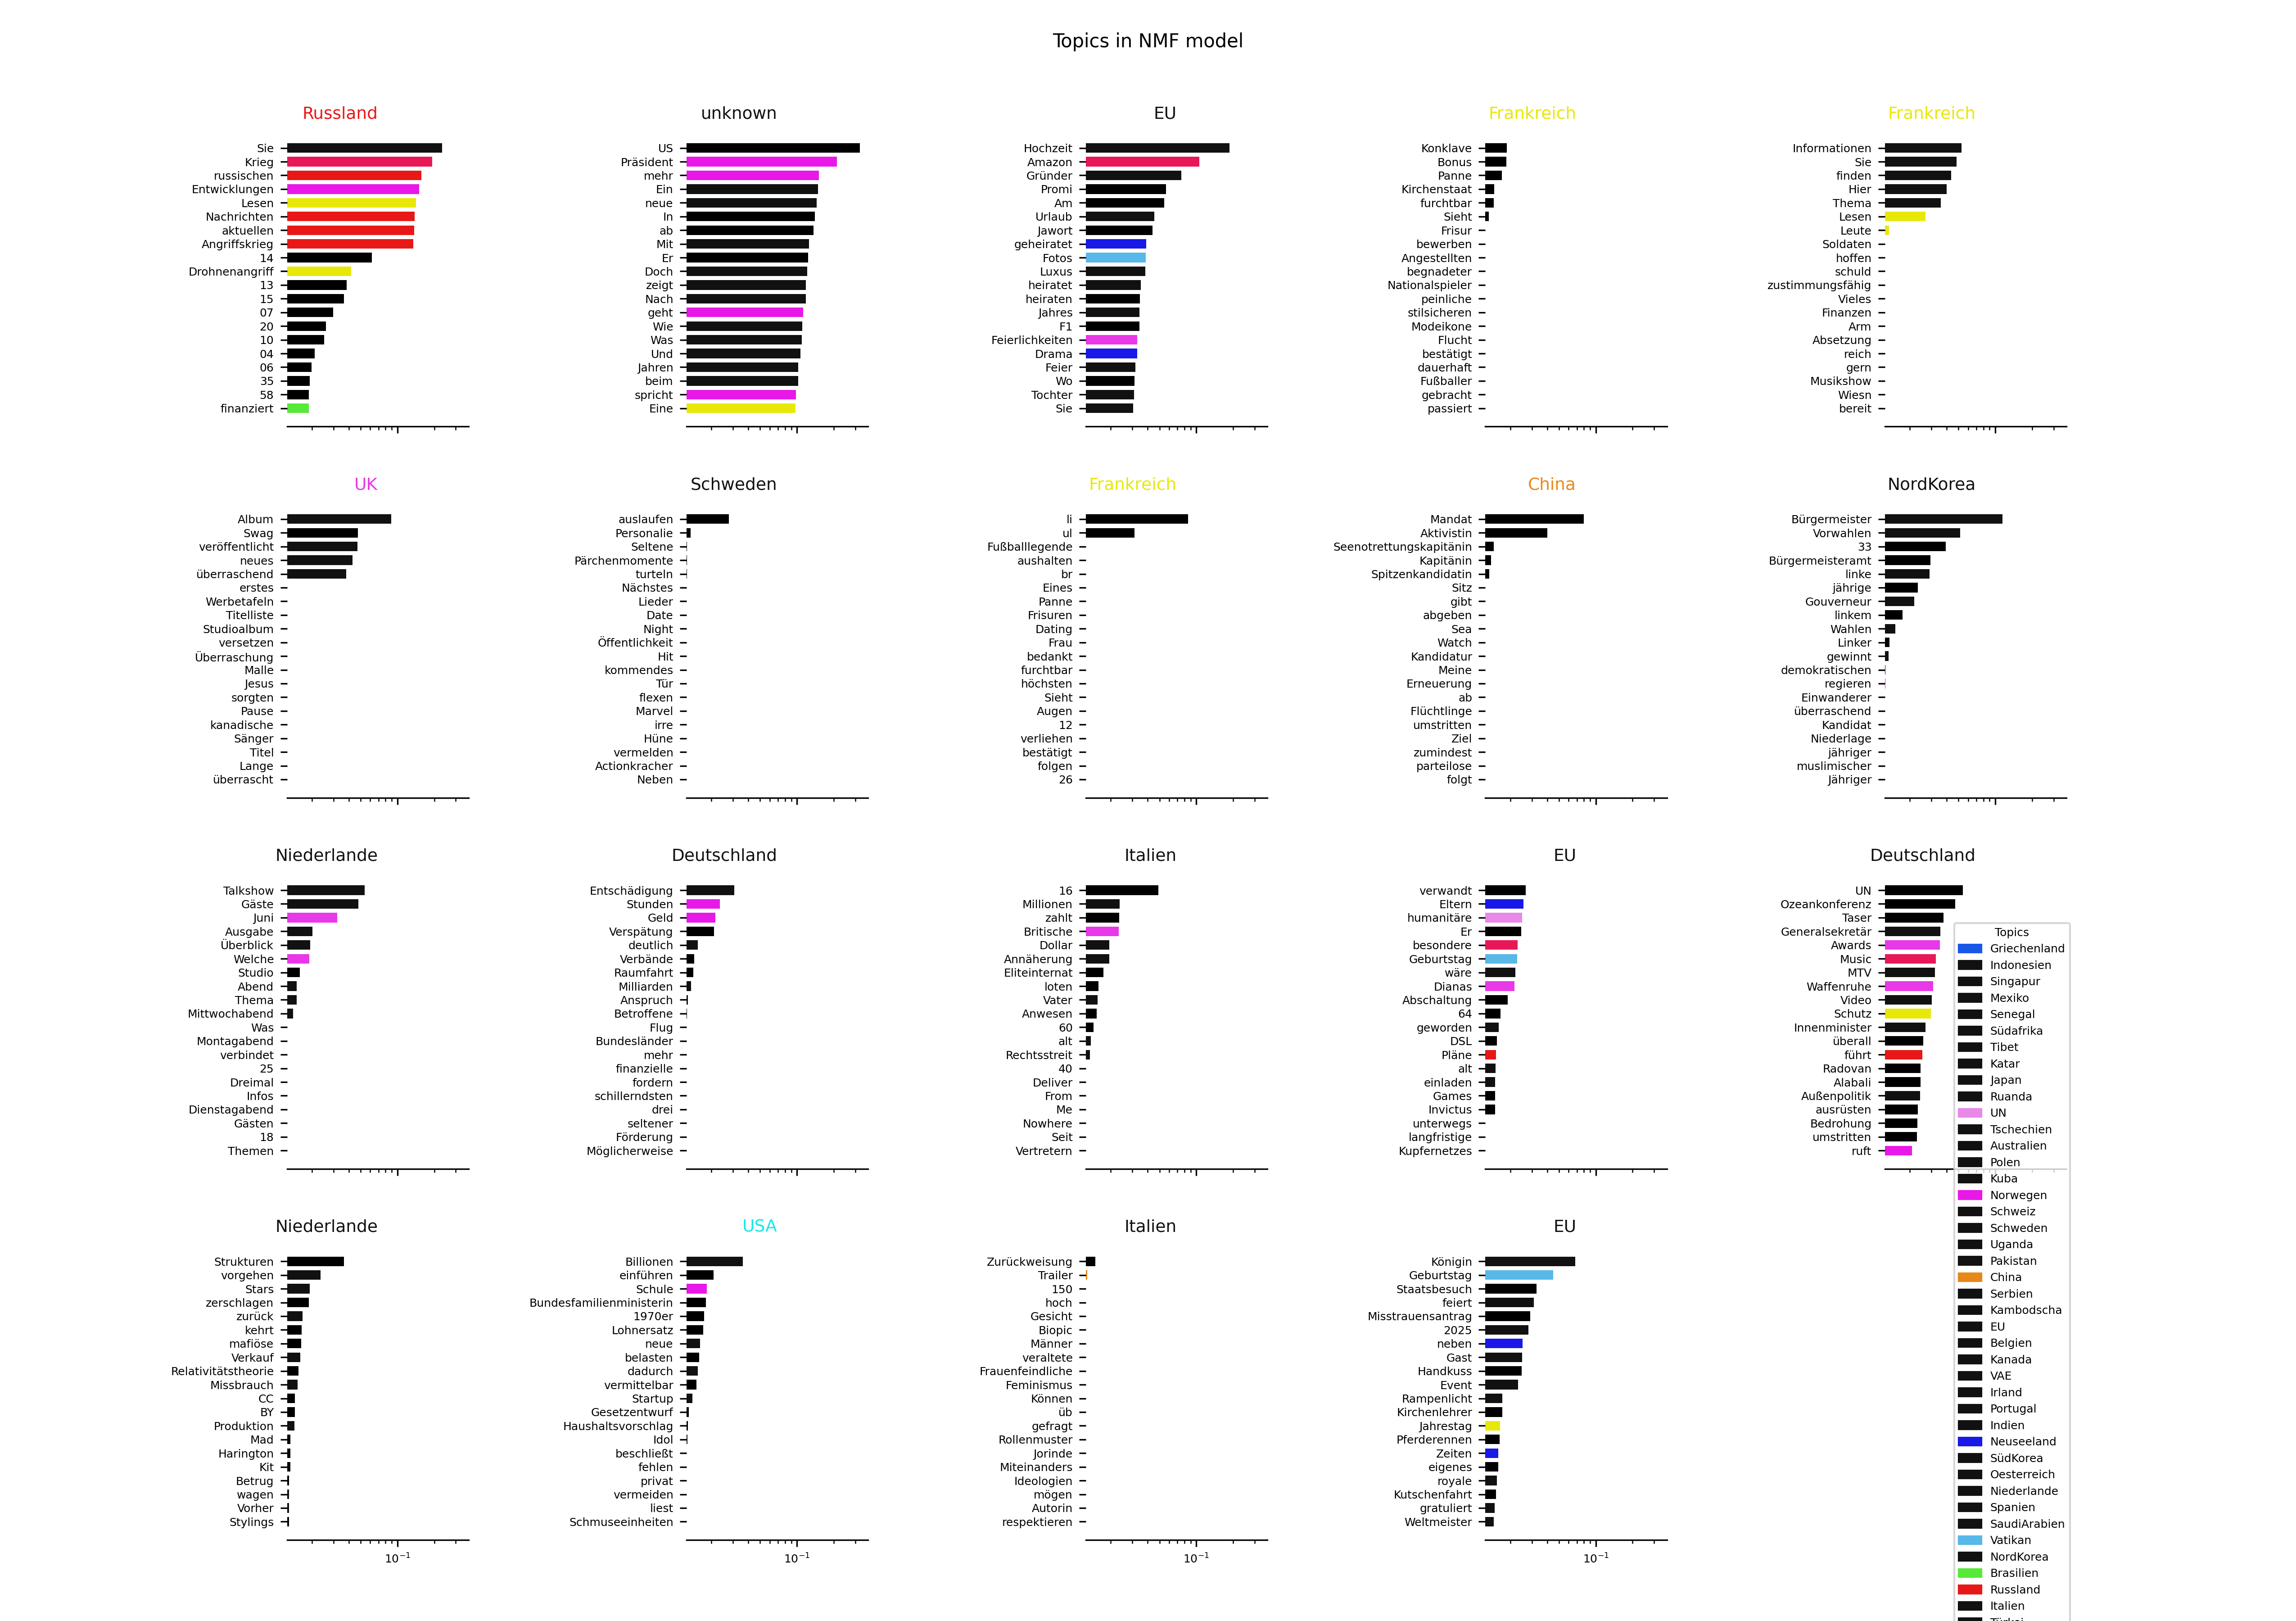 Topics in NMF model
Russland
Sie
Krieg
russischen
Entwicklungen
Lesen
Nachrichten
aktuellen
Angriffskrieg
14
Drohnenangriff
13
15
07
20
10
04
06
35
58
finanziert
unknown
US
Präsident
mehr
Ein
neue
In
ab
Mit
Er
Doch
zeigt
Nach
geht
Wie
Was
Und
Jahren
beim
spricht
Eine
EU
Hochzeit
Amazon
Gründer
Promi
Am
Urlaub
Jawort
geheiratet
Fotos
Luxus
heiratet
heiraten
Jahres
F1
Feierlichkeiten
Drama
Feier
Wo
Tochter
Sie
Frankreich
Konklave
Bonus
Panne
Kirchenstaat
furchtbar
Sieht
Frisur
bewerben
Angestellten
begnadeter
Nationalspieler
peinliche
stilsicheren
Modeikone
Flucht
bestätigt
dauerhaft
Fußballer
gebracht
passiert
Frankreich
Informationen
Sie
finden
Hier
Thema
Lesen
Leute
Soldaten
hoffen
schuld
zustimmungsfähig
Vieles
Finanzen
Arm
Absetzung
reich
gern
Musikshow
Wiesn
bereit
UK
Album
Swag
veröffentlicht
neues
überraschend
erstes
Werbetafeln
Titelliste
Studioalbum
versetzen
Überraschung
Malle
Jesus
sorgten
Pause
kanadische
Sänger
Titel
Lange
überrascht
Schweden
auslaufen
Personalie
Seltene
Pärchenmomente
turteln
Nächstes
Lieder
Date
Night
Öffentlichkeit
Hit
kommendes
Tür
flexen
Marvel
irre
Hüne
vermelden
Actionkracher
Neben
Frankreich
li
ul
Fußballlegende
aushalten
br
Eines
Panne
Frisuren
Dating
Frau
bedankt
furchtbar
höchsten
Sieht
Augen
12
verliehen
bestätigt
folgen
26
China
Mandat
Aktivistin
Seenotrettungskapitänin
Kapitänin
Spitzenkandidatin
Sitz
gibt
abgeben
Sea
Watch
Kandidatur
Meine
Erneuerung
ab
Flüchtlinge
umstritten
Ziel
zumindest
parteilose
folgt
NordKorea
Bürgermeister
Vorwahlen
33
Bürgermeisteramt
linke
jährige
Gouverneur
linkem
Wahlen
Linker
gewinnt
demokratischen
regieren
Einwanderer
überraschend
Kandidat
Niederlage
jähriger
muslimischer
Jähriger
Niederlande
Talkshow
Gäste
Juni
Ausgabe
Überblick
Welche
Studio
Abend
Thema
Mittwochabend
Was
Montagabend
verbindet
25
Dreimal
Infos
Dienstagabend
Gästen
18
Themen
Deutschland
Entschädigung
Stunden
Geld
Verspätung
deutlich
Verbände
Raumfahrt
Milliarden
Anspruch
Betroffene
Flug
Bundesländer
mehr
finanzielle
fordern
schillerndsten
drei
seltener
Förderung
Möglicherweise
Italien
16
Millionen
zahlt
Britische
Dollar
Annäherung
Eliteinternat
loten
Vater
Anwesen
60
alt
Rechtsstreit
40
Deliver
From
Me
Nowhere
Seit
Vertretern
EU
verwandt
Eltern
humanitäre
Er
besondere
Geburtstag
wäre
Dianas
Abschaltung
64
geworden
DSL
Pläne
alt
einladen
Games
Invictus
unterwegs
langfristige
Kupfernetzes
Deutschland
UN
Ozeankonferenz
Taser
Generalsekretär
Awards
Music
MTV
Waffenruhe
Video
Schutz
Innenminister
überall
führt
Radovan
Alabali
Außenpolitik
ausrüsten
Bedrohung
umstritten
ruft
Niederlande
Strukturen
vorgehen
Stars
zerschlagen
zurück
kehrt
mafiöse
Verkauf
Relativitätstheorie
Missbrauch
CC
BY
Produktion
Mad
Harington
Kit
Betrug
wagen
Vorher
Stylings
10⁻¹
USA
Billionen
einführen
Schule
Bundesfamilienministerin
1970er
Lohnersatz
neue
belasten
dadurch
vermittelbar
Startup
Gesetzentwurf
Haushaltsvorschlag
Idol
beschließt
fehlen
privat
vermeiden
liest
Schmuseeinheiten
10⁻¹
Italien
Zurückweisung
Trailer
150
hoch
Gesicht
Biopic
Männer
veraltete
Frauenfeindliche
Feminismus
Können
üb
gefragt
Rollenmuster
Jorinde
Miteinanders
Ideologien
mögen
Autorin
respektieren
10⁻¹
EU
Königin
Geburtstag
Staatsbesuch
feiert
Misstrauensantrag
2025
neben
Gast
Handkuss
Event
Rampenlicht
Kirchenlehrer
Jahrestag
Pferderennen
Zeiten
eigenes
royale
Kutschenfahrt
gratuliert
Weltmeister
10⁻¹
Topics
Griechenland
Indonesien
Singapur
Mexiko
Senegal
Südafrika
Tibet
Katar
Japan
Ruanda
UN
Tschechien
Australien
Polen
Kuba
Norwegen
Schweiz
Schweden
Uganda
Pakistan
China
Serbien
Kambodscha
EU
Belgien
Kanada
VAE
Irland
Portugal
Indien
Neuseeland
SüdKorea
Oesterreich
Niederlande
Spanien
SaudiArabien
Vatikan
NordKorea
Brasilien
Russland
Italien